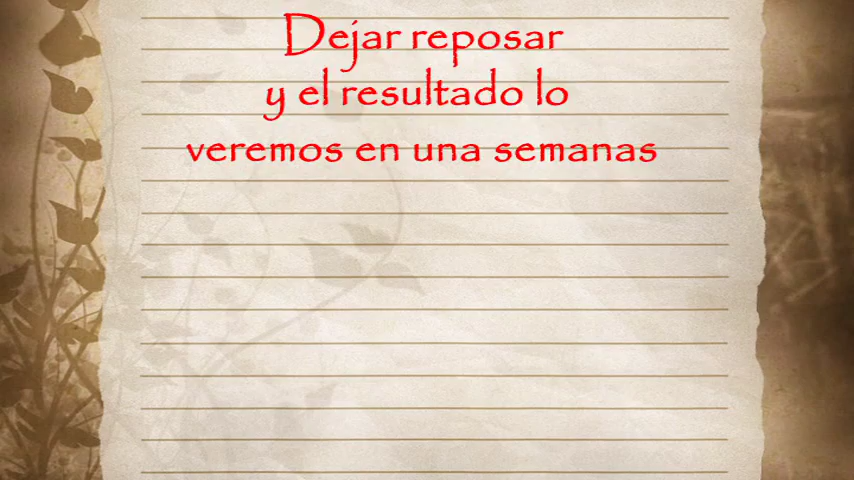 Dejar reposar
y el resultado lo
veremos en una semanas